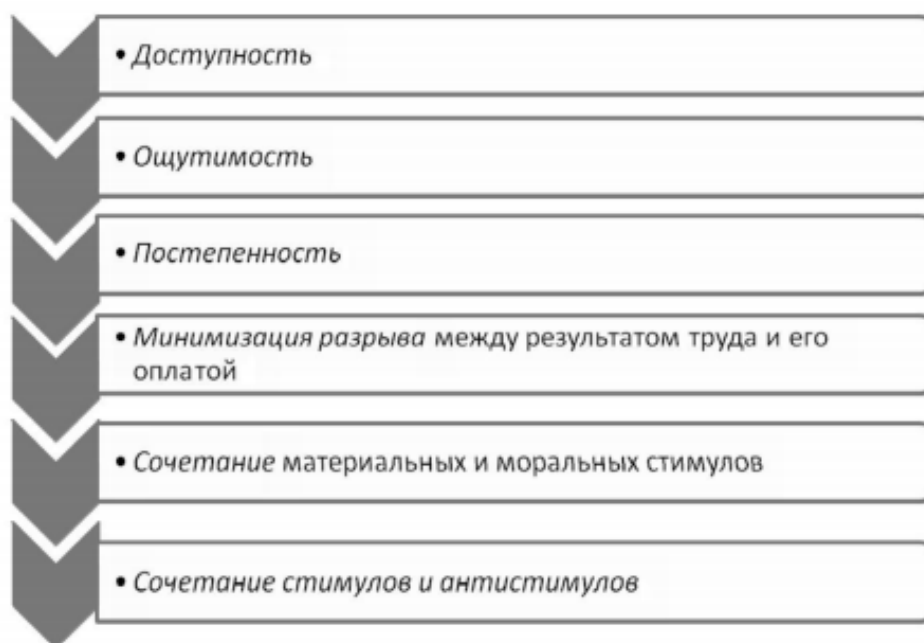 • Доступность
• Ощутимость
• Постепенность
• Минимизация разрыва между результатом труда и его
оплатой
• Сочетание материальных и моральных стимулов
• Сочетание стимулов и антистимулов